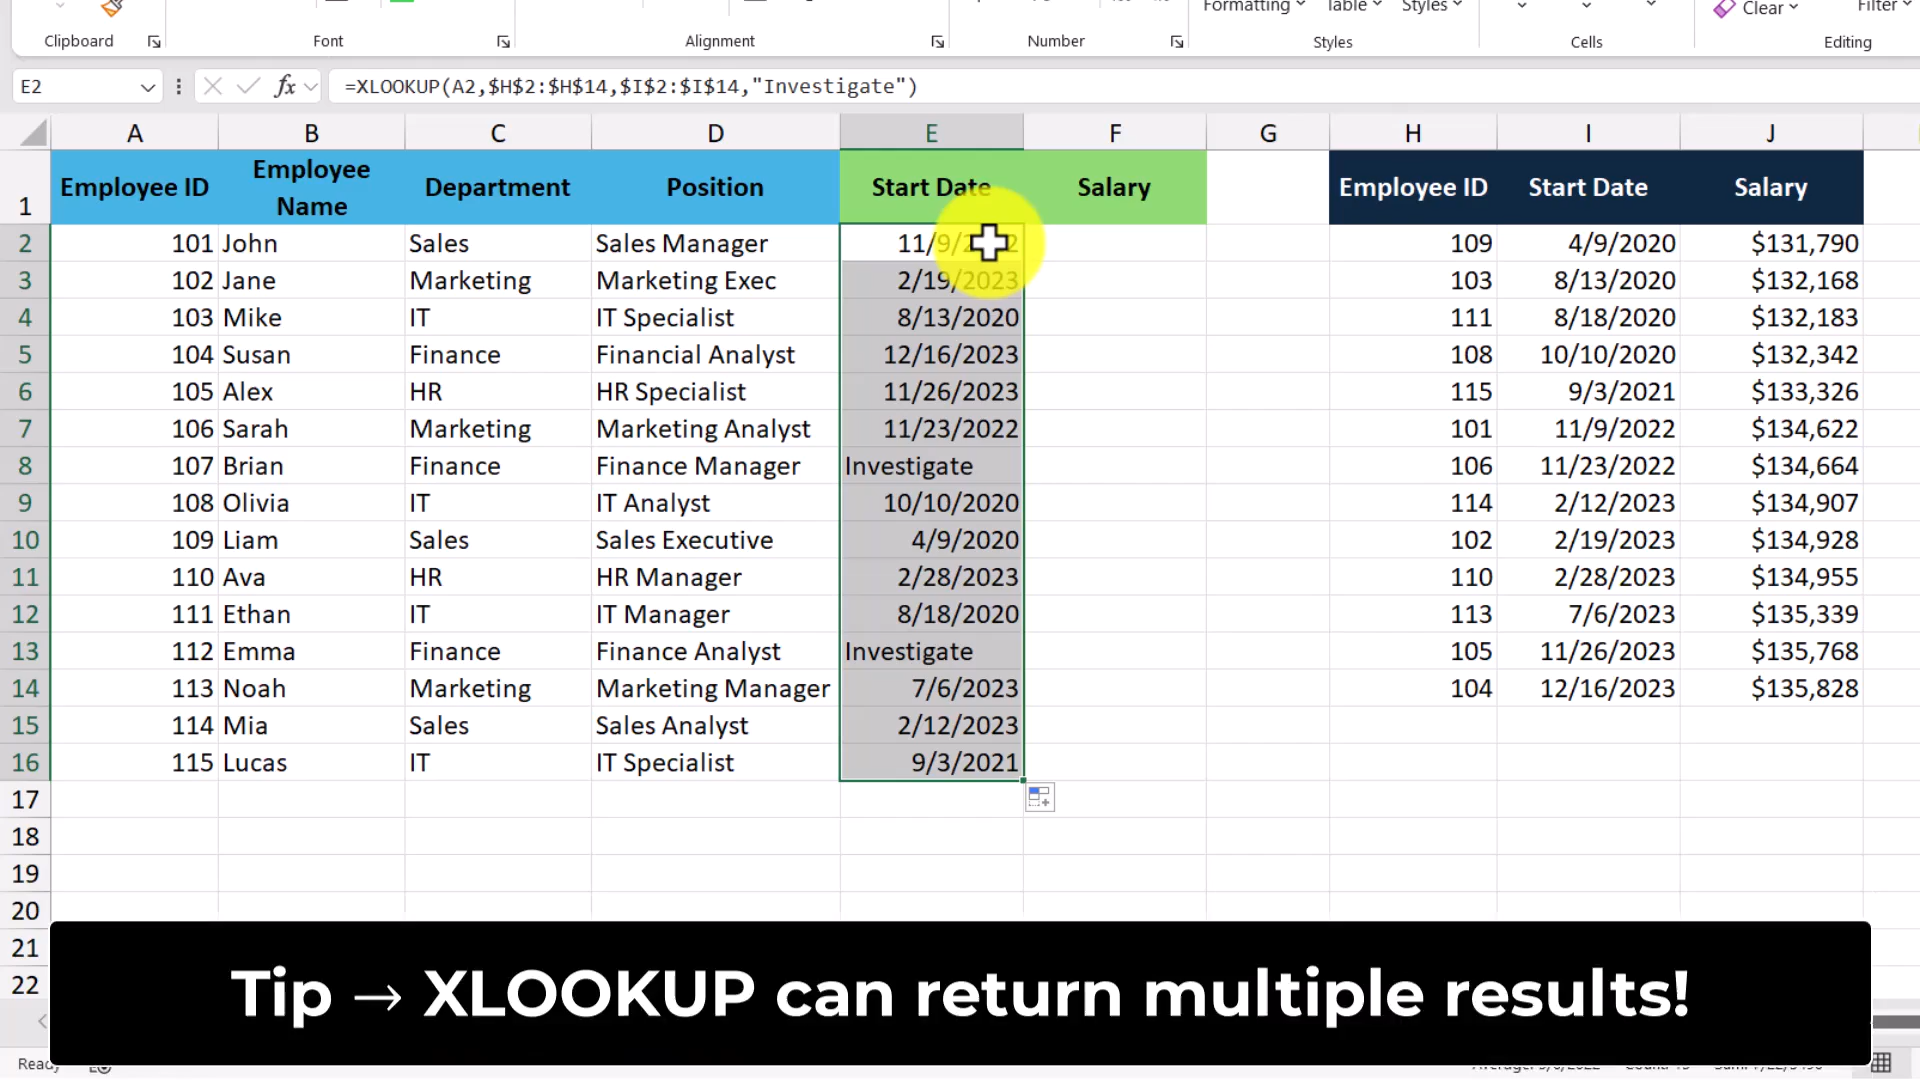 Formatting Table Styles Clear Filter
Clipboard Font Alignment Number Styles Cells Editing
E2 fx =XLOOKUP(A2,$H$2:$H$14,$I$2:$I$14,"Investigate")
A B C D E F G H I J
1 Employee ID Employee Name Department Position Start Date Salary Employee ID Start Date Salary
2 101 John Sales Sales Manager 11/9/2022 109 4/9/2020 $131,790
3 102 Jane Marketing Marketing Exec 2/19/2023 103 8/13/2020 $132,168
4 103 Mike IT IT Specialist 8/13/2020 111 8/18/2020 $132,183
5 104 Susan Finance Financial Analyst 12/16/2023 108 10/10/2020 $132,342
6 105 Alex HR HR Specialist 11/26/2023 115 9/3/2021 $133,326
7 106 Sarah Marketing Marketing Analyst 11/23/2022 101 11/9/2022 $134,622
8 107 Brian Finance Finance Manager Investigate 106 11/23/2022 $134,664
9 108 Olivia IT IT Analyst 10/10/2020 114 2/12/2023 $134,907
10 109 Liam Sales Sales Executive 4/9/2020 102 2/19/2023 $134,928
11 110 Ava HR HR Manager 2/28/2023 110 2/28/2023 $134,955
12 111 Ethan IT IT Manager 8/18/2020 113 7/6/2023 $135,339
13 112 Emma Finance Finance Analyst Investigate 105 11/26/2023 $135,768
14 113 Noah Marketing Marketing Manager 7/6/2023 104 12/16/2023 $135,828
15 114 Mia Sales Sales Analyst 2/12/2023
16 115 Lucas IT IT Specialist 9/3/2021
17
18
19
20
21
22
Tip → XLOOKUP can return multiple results!
Ready